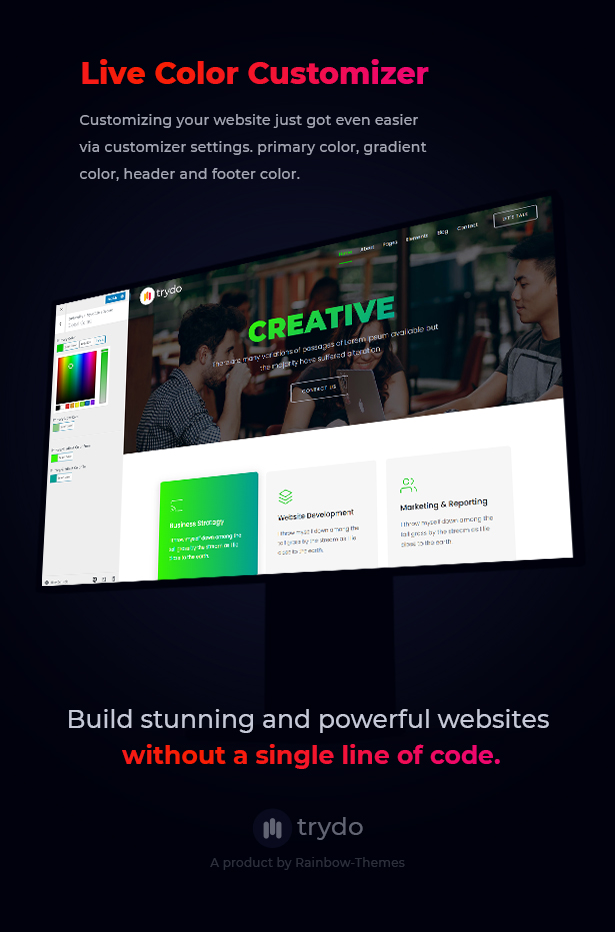 Live Color Customizer
Customizing your website just got even easier
via customizer settings. primary color, gradient
color, header and footer color.
trydo
Home About Pages Elements Blog Contact LET'S TALK
CREATIVE
There are many variations of passages of Lorem Ipsum available but
the majority have suffered alteration.
CONTACT US
Business Strategy
I throw myself down among the
tall grass by the stream as I lie
close to the earth.
Website Development
I throw myself down among the
tall grass by the stream as I lie
close to the earth.
Marketing & Reporting
I throw myself down among the
tall grass by the stream as I lie
close to the earth.
Build stunning and powerful websites
without a single line of code.
trydo
A product by Rainbow-Themes